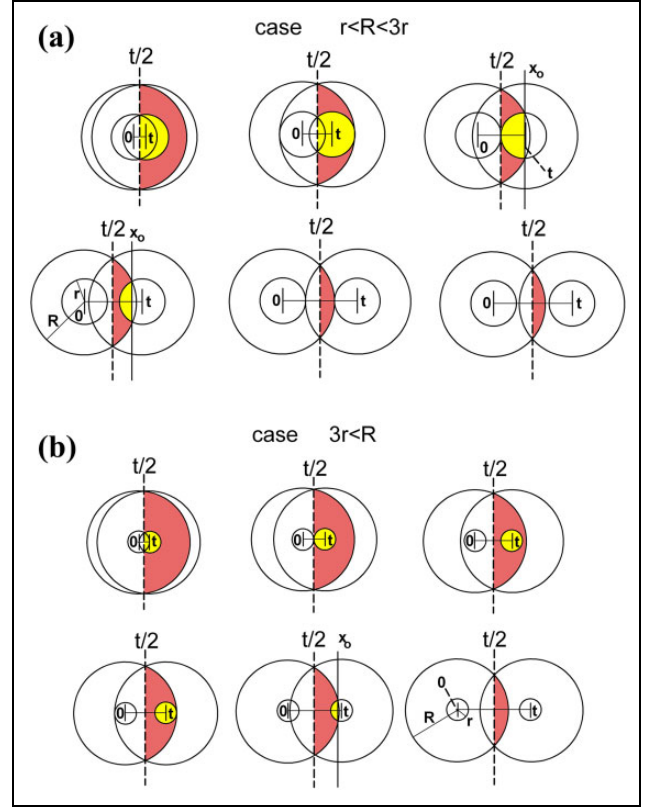 (a) case r<R<3r
t/2 t/2 t/2 x₀
0 t 0 t 0 t
t/2 x₀ t/2 t/2
r R 0 t 0 t 0 t
(b) case 3r<R
t/2 t/2 t/2
0 t 0 t 0 t
t/2 t/2 x₀ t/2
0 t 0 t 0 R r t